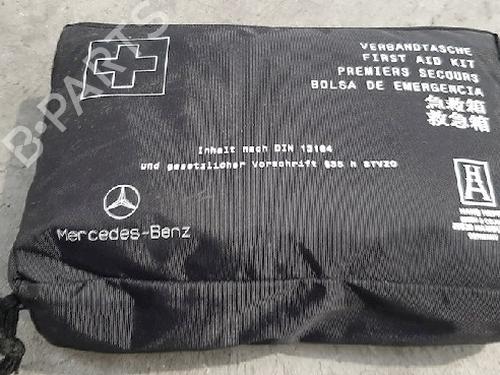 VERBANDTASCHE
FIRST AID KIT
PREMIERS SECOURS
BOLSA DE EMERGENCIA
急救箱
救急箱
Inhalt nach DIN 13164
und gesetzlicher Vorschrift §35 h STVZO
Mercedes-Benz
B-PARTS